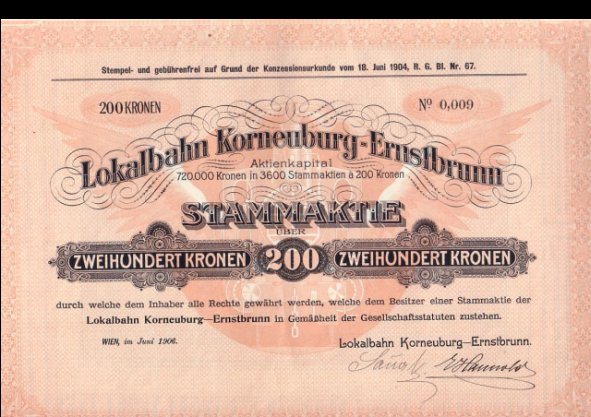 Stempel- und gebührenfrei auf Grund der Konzessionsurkunde vom 18. Juni 1904, R. G. Bl. Nr. 67.
200 KRONEN Nº 0,009
Lokalbahn Korneuburg-Ernstbrunn
Aktienkapital
720.000 Kronen in 3600 Stammaktien à 200 Kronen
STAMMAKTIE
ÜBER
ZWEIHUNDERT KRONEN 200 ZWEIHUNDERT KRONEN
durch welche dem Inhaber alle Rechte gewährt werden, welche dem Besitzer einer Stammaktie der
Lokalbahn Korneuburg—Ernstbrunn in Gemäßheit der Gesellschaftsstatuten zustehen.
WIEN, im Juni 1906.
Lokalbahn Korneuburg—Ernstbrunn.